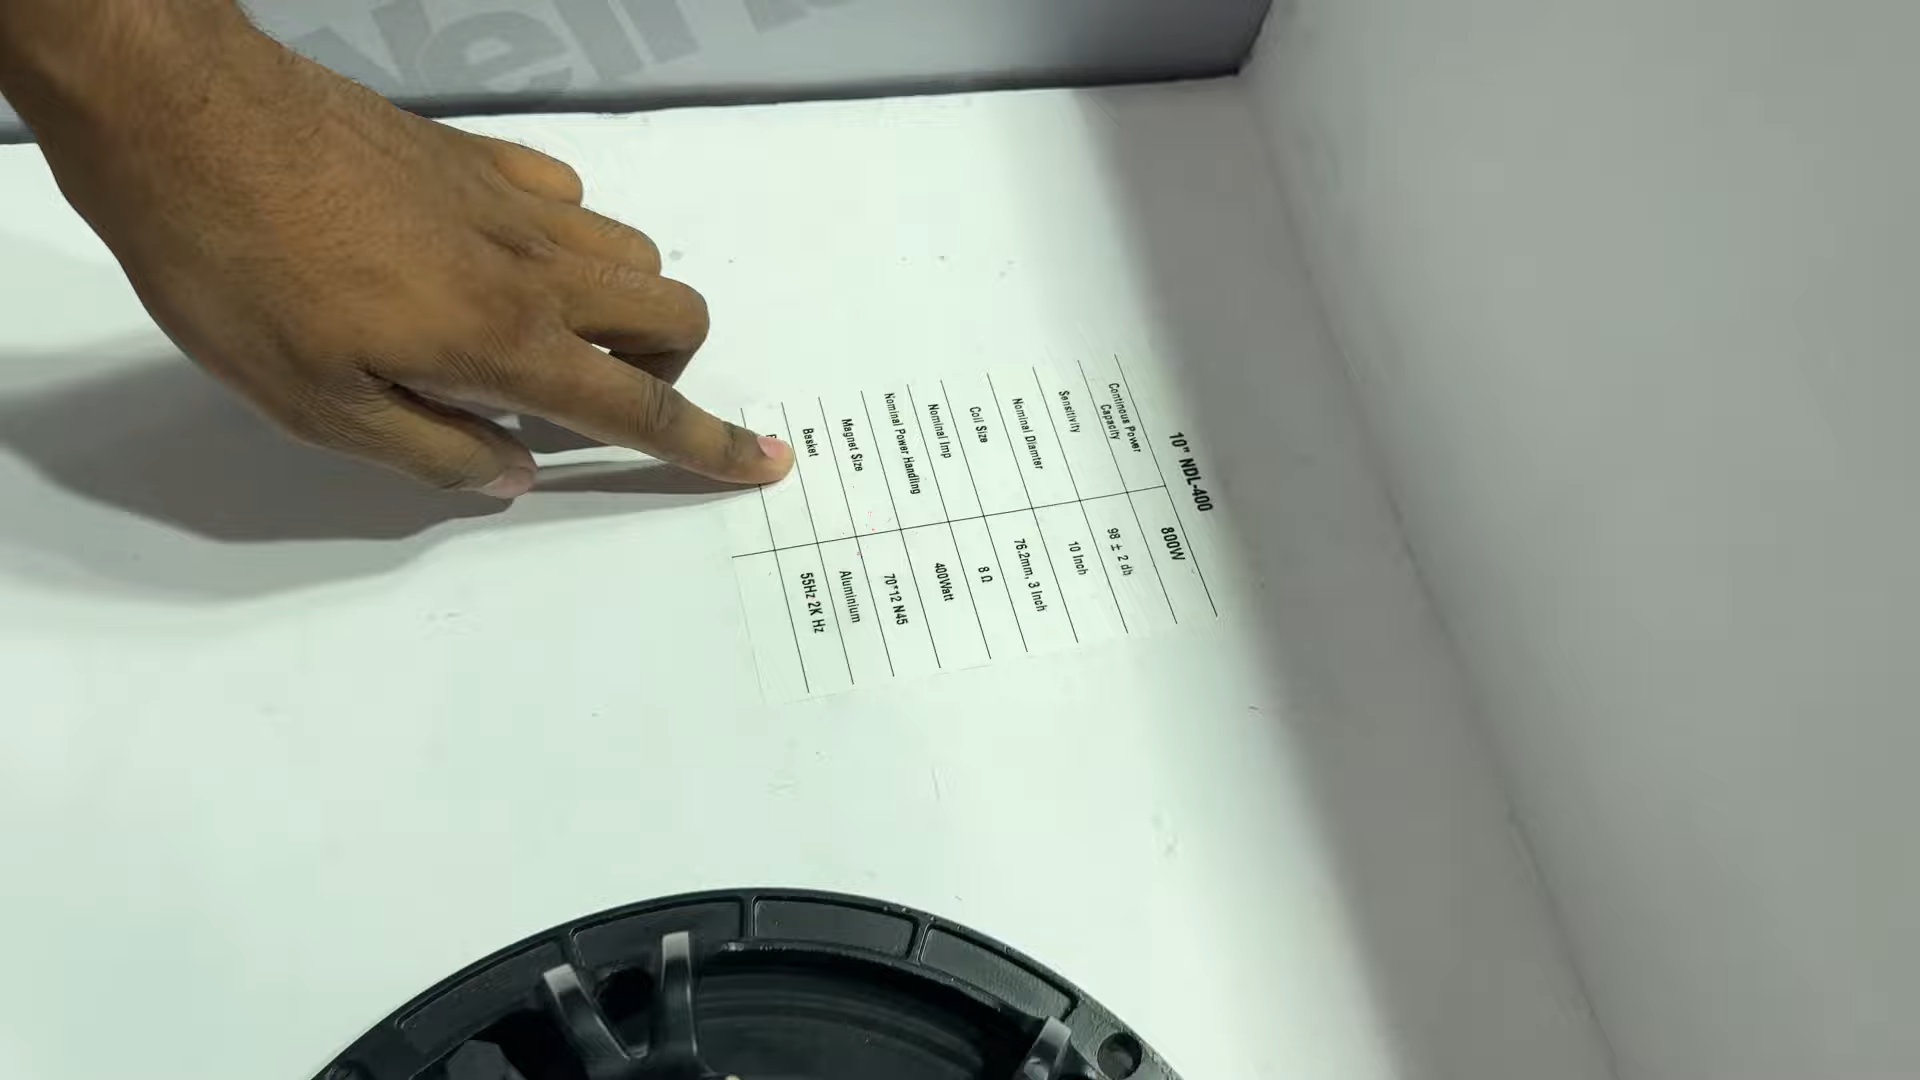 10" NDL-400
Continous Power
Capacity
800W
Sensitivity
98 ± 2 db
Nominal Diamter
10 Inch
Coil Size
76.2mm, 3 Inch
Nominal Imp
8 Ω
Nominal Power Handling
400Watt
Magnet Size
70*12 N45
Basket
Aluminium
55Hz 2K Hz